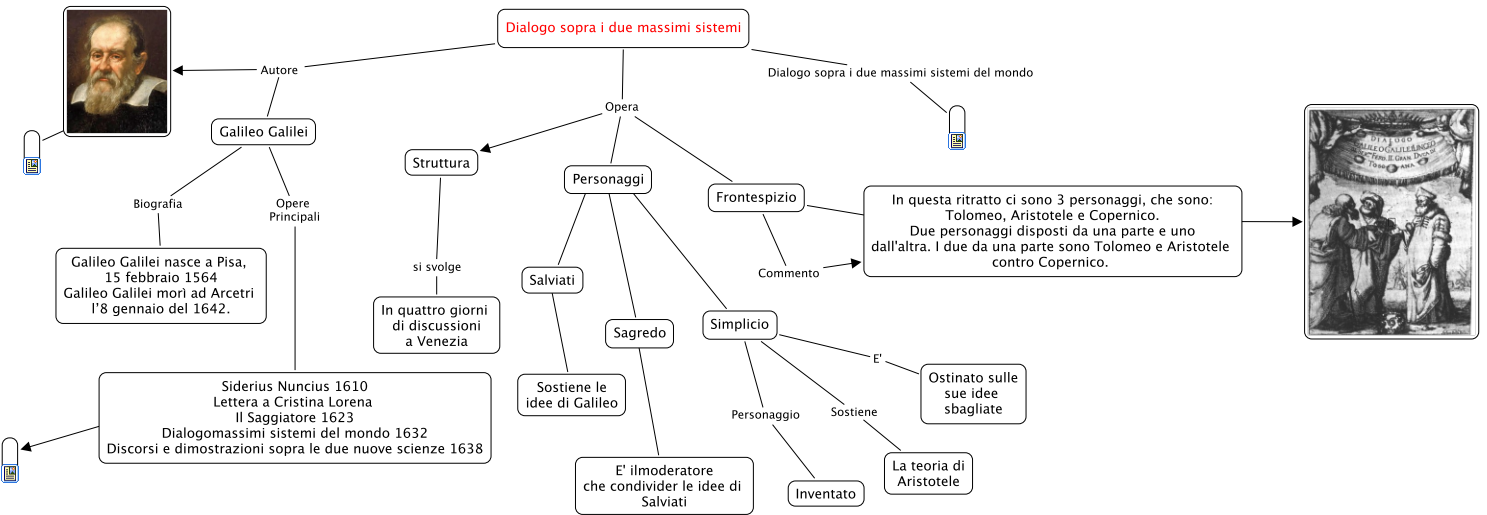 Dialogo sopra i due massimi sistemi
Autore
Dialogo sopra i due massimi sistemi del mondo
Opera
Galileo Galilei
Struttura
Personaggi
Frontespizio
Biografia
Opere
Principali
In questa ritratto ci sono 3 personaggi, che sono:
Tolomeo, Aristotele e Copernico.
Due personaggi disposti da una parte e uno
dall'altra. I due da una parte sono Tolomeo e Aristotele
contro Copernico.
DIALOGO
Galileo Galilei nasce a Pisa,
15 febbraio 1564
Galileo Galilei morì ad Arcetri
l'8 gennaio del 1642.
si svolge
Commento
Salviati
In quattro giorni
di discussioni
a Venezia
Sagredo
Simplicio
E'
Siderius Nuncius 1610
Lettera a Cristina Lorena
Il Saggiatore 1623
Dialogomassimi sistemi del mondo 1632
Discorsi e dimostrazioni sopra le due nuove scienze 1638
Sostiene le
idee di Galileo
Ostinato sulle
sue idee
sbagliate
Personaggio
Sostiene
E' ilmoderatore
che condivider le idee di
Salviati
Inventato
La teoria di
Aristotele